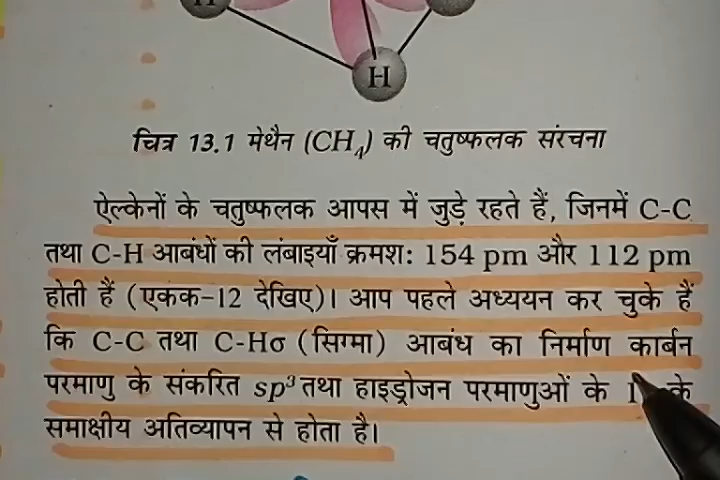 H
H
चित्र 13.1 मेथैन (CH₄) की चतुष्फलक संरचना
ऐल्केनों के चतुष्फलक आपस में जुड़े रहते हैं, जिनमें C-C
तथा C-H आबंधों की लंबाइयाँ क्रमश: 154 pm और 112 pm
होती हैं (एकक-12 देखिए)। आप पहले अध्ययन कर चुके हैं
कि C-C तथा C-Hσ (सिग्मा) आबंध का निर्माण कार्बन
परमाणु के संकरित sp³ तथा हाइड्रोजन परमाणुओं के के
समाक्षीय अतिव्यापन से होता है।